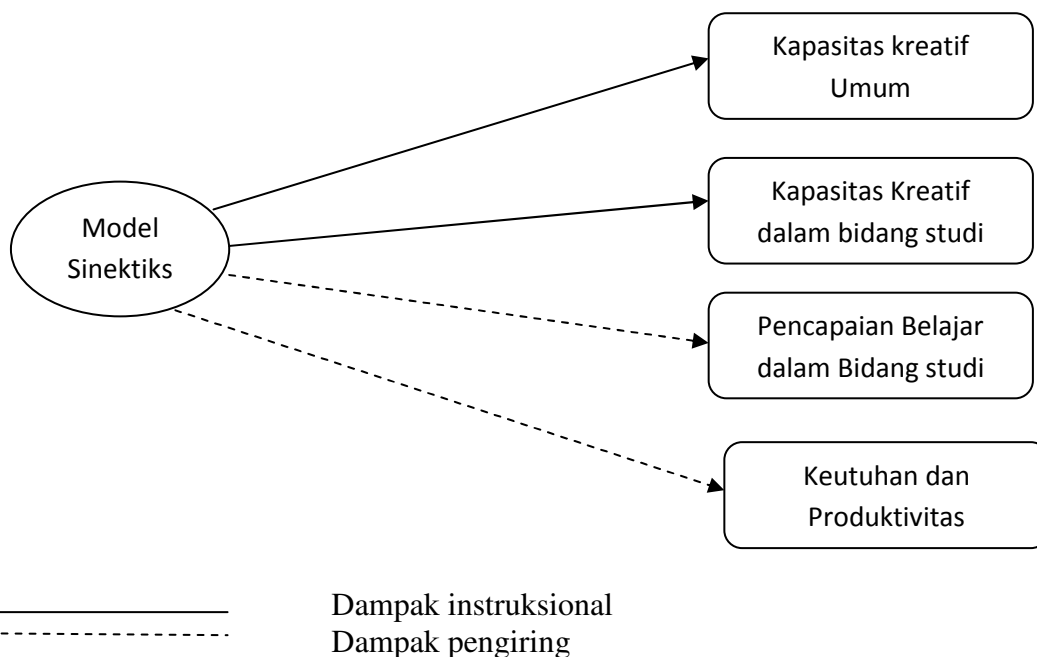 Kapasitas kreatif
Umum
Kapasitas Kreatif
dalam bidang studi
Model
Sinektiks
Pencapaian Belajar
dalam Bidang studi
Keutuhan dan
Produktivitas
Dampak instruksional
Dampak pengiring